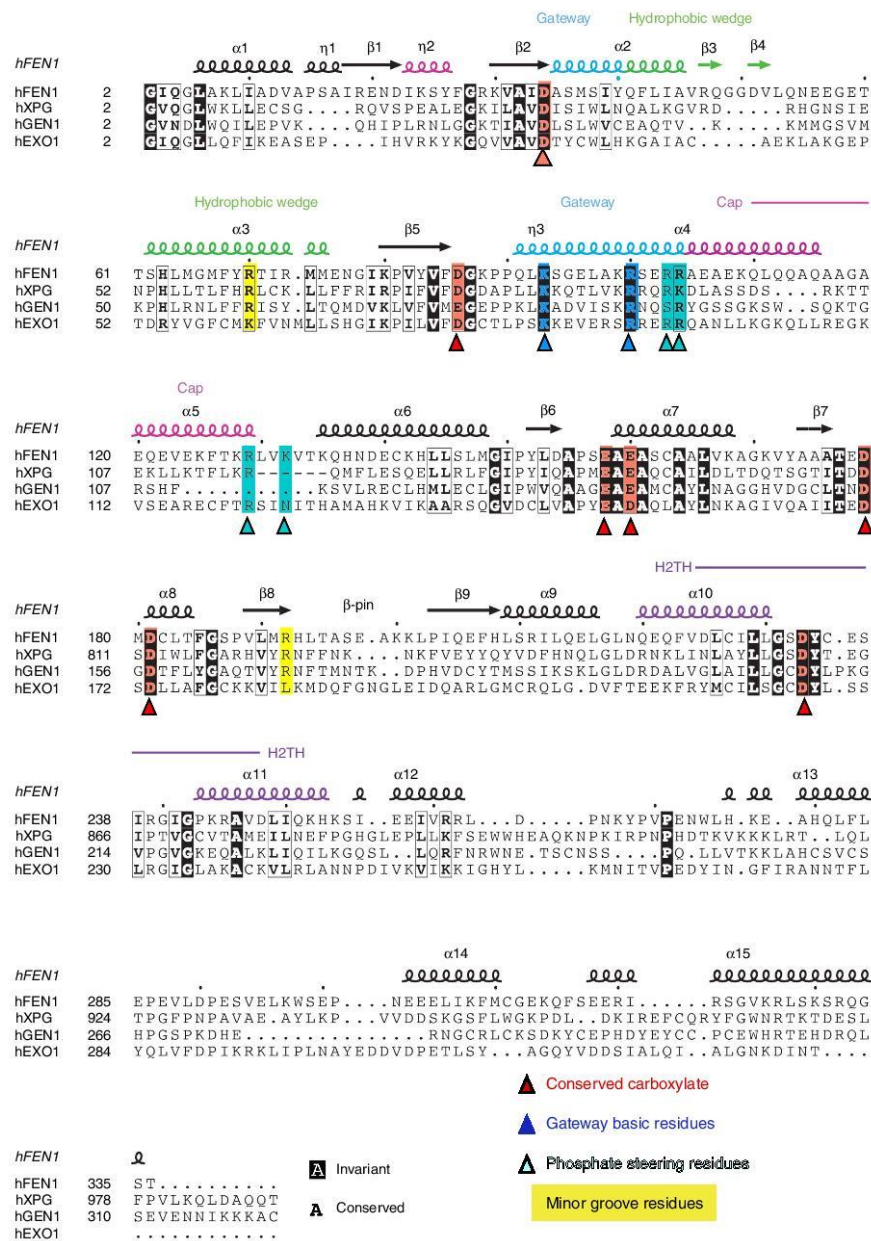 Gateway Hydrophobic wedge
α1 η1 β1 η2 β2 α2 β3 β4
hFEN1
hFEN1 2 GIQGLAKLIADVAPSAIRENDIKSYFGRKVAIDASMSIYQFLIAVRQGGDVLQNEEGET
hXPG 2 GVQGLWKLLECSG....RQVSPEALEGKILAVDISIWLNQALKGVRD.....RHGNSIE
hGEN1 2 GVNDLWQILEPVK....QHIPLRNLGGKTIAVDLSLWVCEAQTV..K.....KMMGSVM
hEXO1 2 GIQGLLQFIKEASEP...IHVRKYKGQVVAVDTYCWLHKGAIAC....AEKLAKGEP
Hydrophobic wedge Gateway Cap
α3 β5 η3 α4
hFEN1
hFEN1 61 TSHLMGMFYRTIR.MMENGIKPVYVFDGKPPQLKSGELAKRSERRAEAEKQLQQAQAAGA
hXPG 52 NPHLLTLFHRLCK.LLFFRIRPIFVFDGDAPLLKKQTLVKRRQRKDLASSDS...RKTT
hGEN1 50 KPHLRNLFFRISY.LTQMDVKLVFVMEGEPPKLKADVISKRNQSRYGSSGKSW..SQKTG
hEXO1 52 TDRYVGFCMKFVNMLLSHGIKPILVFDGCTLPSKKEVERSRRERRQANLLKGKQLLREGK
Cap
α5 α6 β6 α7 β7
hFEN1
hFEN1 120 EQEVEKFTKRLVKVTKQHNDECKHLLSLMGIPYLDAPSEAEASCAALVKAGKVYAAATED
hXPG 107 EKLLKTFLKR-----QMFLESQELLRLFGIPYIQAPMEAEAQCAILDLTDQTSGTITDD
hGEN1 107 RSHF...........KSVLRECLHMLECLGIPWVQAAGEAEAMCAYLNAGGHVDGCLTND
hEXO1 112 VSEARECFTRSINITHAMAHKVIKAARSQGVDCLVAPYEADAQLAYLNKAGIVQAIITED
H2TH
α8 β8 β-pin β9 α9 α10
hFEN1
hFEN1 180 MDCLTFGSPVLMRHLTASE.AKKLPIQEFHLSRILQELGLNQEQFVDLCILLGSDYC.ES
hXPG 811 SDIWLFGARHVYRNFFNK....NKFVEYYQYVDFHNQLGLDRNKLINLAYLLGSDYT.EG
hGEN1 156 GDTFLYGAQTVYRNFTMNTK..DPHVDCYTMSSIKSKLGLDRDALVGLAILLGCDYLPKG
hEXO1 172 SDLLAFGCKKVILKMDQFGNGLEIDQARLGMCRQLG.DVFTEEKFRYMCILSGCDYL.SS
H2TH
α11 α12 α13
hFEN1
hFEN1 238 IRGIGPKRAVDLIQKHKSI..EEIVRRL..D.....PNKYPVPENWLH.KE..AHQLFL
hXPG 866 IPTVGCVTAMEILNEFPGHGLEPLLKFSEWWHEAQKNPKIRPNPHDTKVKKKLRT..LQL
hGEN1 214 VPGVGKEQALKLIQILKGQSL..LQRFNRWNE.TSCNSS....PQ.LLVTKKLAHCSVCS
hEXO1 230 LRGIGLAKACKVLRLANNPDIVKVIKKIGHYL....KMNITVPEDYIN.GFIRANNTFL
α14 α15
hFEN1
hFEN1 285 EPEVLDPESVELKWSEP....NEEELIKFMCGEKQFSEERI......RSGVKRLSKSRQG
hXPG 924 TPGFPNPAVAE.AYLKP...VVDDSKGSFLWGKPDL.DKIREFCQRYFGWNRTKTDESL
hGEN1 266 HPGSPKDHE...........RNGCRLCKSDKYCEPHDYEYCC.PCEWHRTEHDRQL
hEXO1 284 YQLVFDPIKRKLIPLNAYEDDVDPETLSY...AGQYVDDSIALQI...ALGNKDINT....
Conserved carboxylate
Gateway basic residues
Phosphate steering residues
Minor groove residues
hFEN1
hFEN1 335 ST..........
hXPG 978 FPVLKQLDAQQT
hGEN1 310 SEVENNIKKKAC
hEXO1 ............
A Invariant
A Conserved